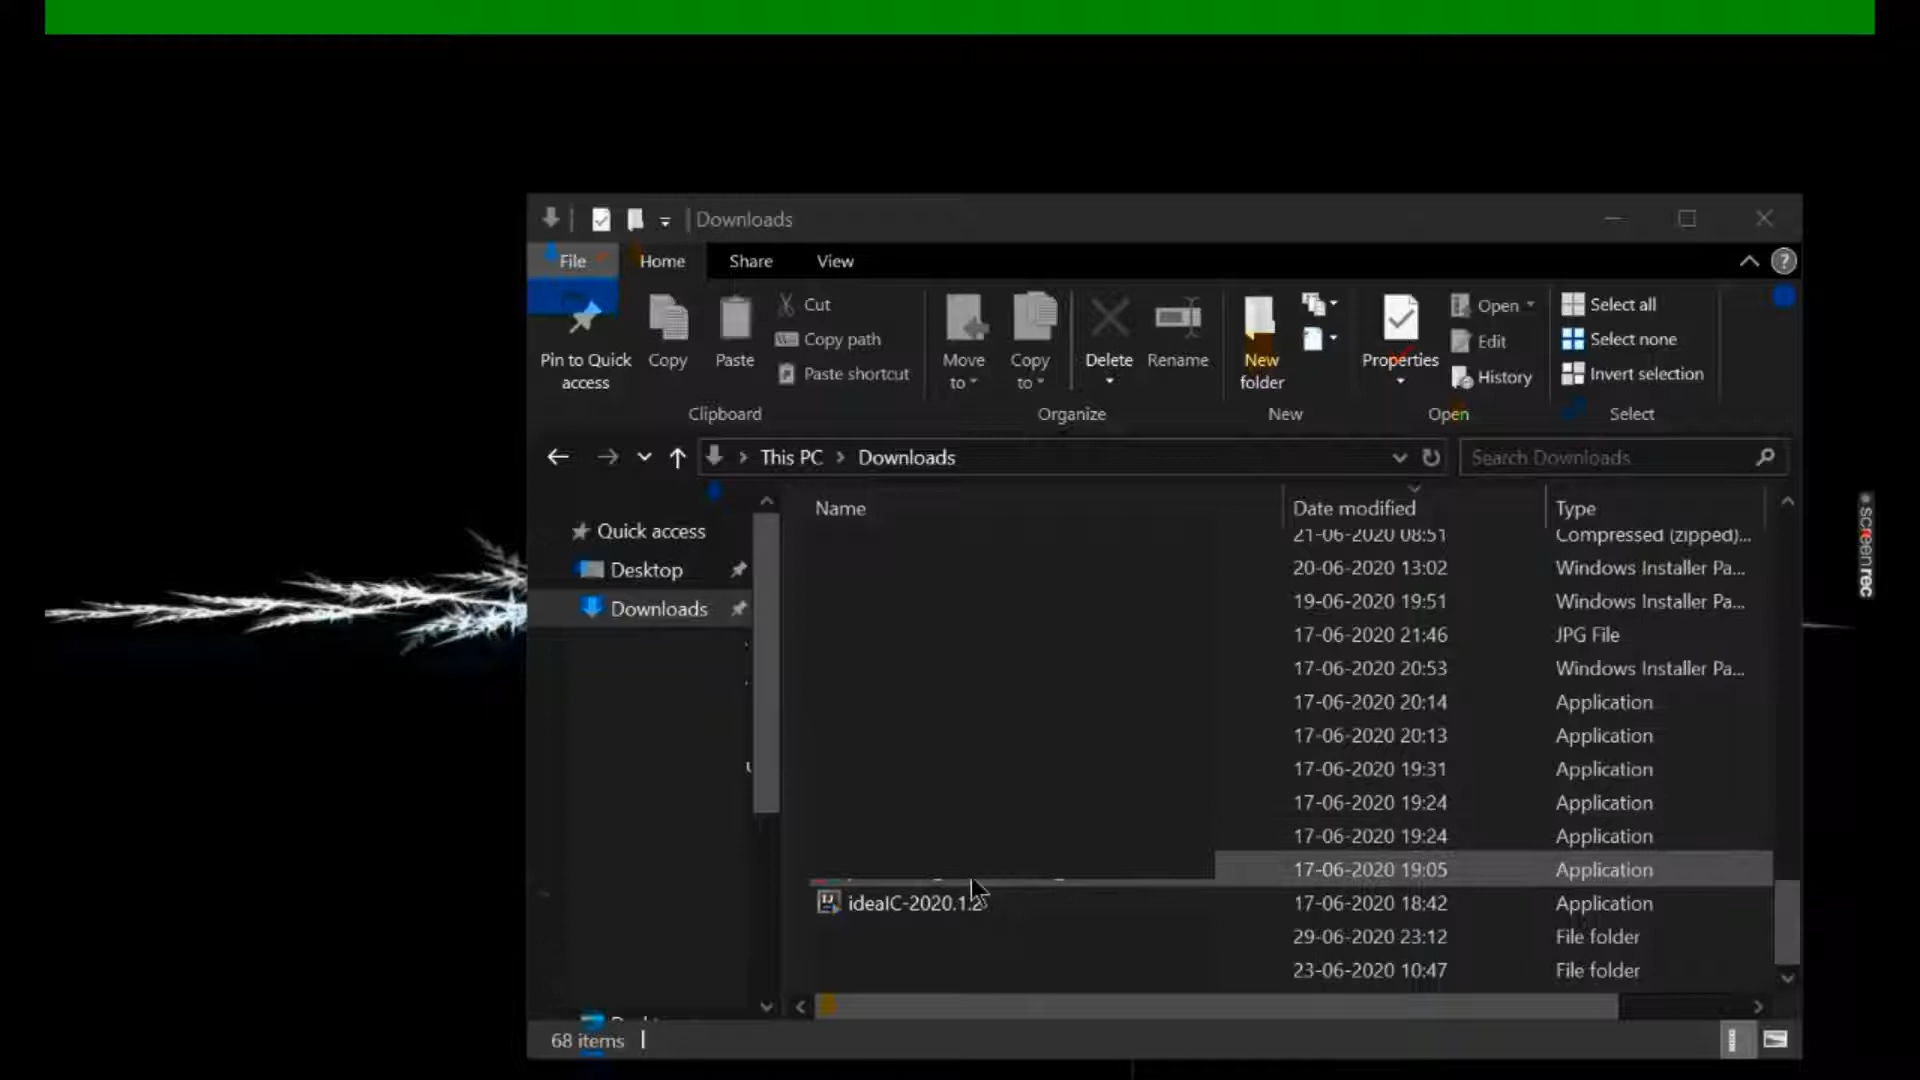 Downloads
File Home Share View
Pin to Quick access
Copy
Paste
Cut
Copy path
Paste shortcut
Clipboard
Move to
Copy to
Delete
Rename
Organize
New folder
New
Properties
Open
Edit
History
Open
Select all
Select none
Invert selection
Select
This PC > Downloads
Search Downloads
Quick access
Desktop
Downloads
Name Date modified Type
21-06-2020 08:51 Compressed (zipped)...
20-06-2020 13:02 Windows Installer Pa...
19-06-2020 19:51 Windows Installer Pa...
17-06-2020 21:46 JPG File
17-06-2020 20:53 Windows Installer Pa...
17-06-2020 20:14 Application
17-06-2020 20:13 Application
17-06-2020 19:31 Application
17-06-2020 19:24 Application
17-06-2020 19:24 Application
17-06-2020 19:05 Application
ideaIC-2020.1.2 17-06-2020 18:42 Application
29-06-2020 23:12 File folder
23-06-2020 10:47 File folder
68 items
screenrec